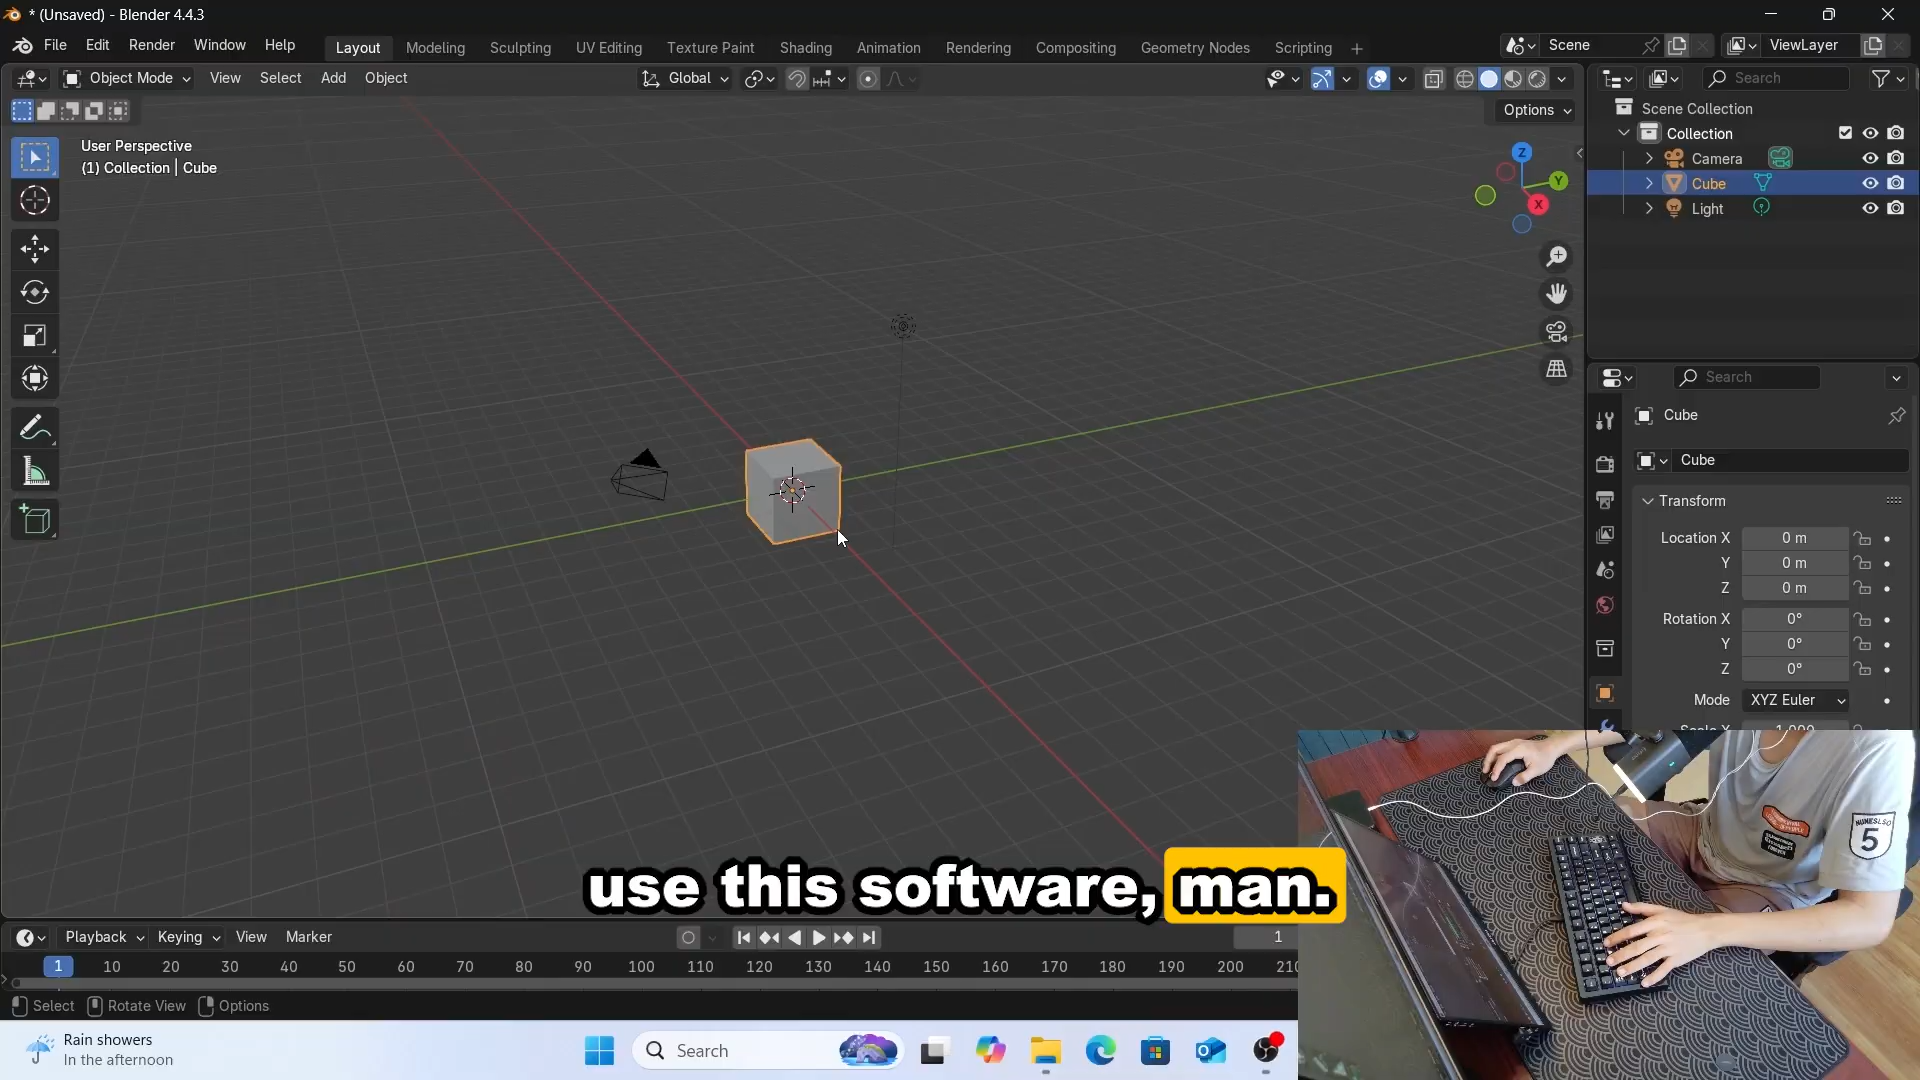 * (Unsaved) - Blender 4.4.3
File Edit Render Window Help
Layout Modeling Sculpting UV Editing Texture Paint Shading Animation Rendering Compositing Geometry Nodes Scripting +
Scene
ViewLayer
Object Mode View Select Add Object
Global
Search
Options
User Perspective
(1) Collection | Cube
Z
Y
X
Scene Collection
Collection
Camera
Cube
Light
Search
Cube
Cube
Transform
Location X 0 m
Y 0 m
Z 0 m
Rotation X 0°
Y 0°
Z 0°
Mode XYZ Euler
Scale X 1.000
NUNESLSO
5
use this software, man.
Playback Keying View Marker
1
1 10 20 30 40 50 60 70 80 90 100 110 120 130 140 150 160 170 180 190 200 210
Select Rotate View Options
Rain showers
In the afternoon
Search